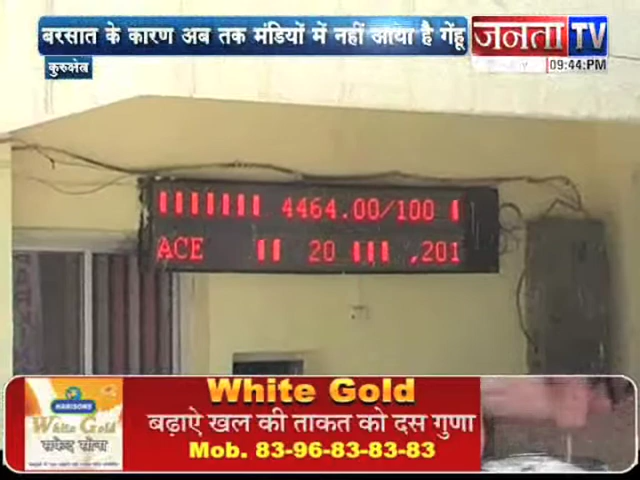 बरसात के कारण अब तक मंडियों में नहीं आया है गेंहू
जनता TV
कुरुक्षेत्र
09:44:PM
4464.00/100
ACE 20 ,201
White Gold
बढ़ाऐ खल की ताकत को दस गुणा
Mob. 83-96-83-83-83
HARISONS
White Gold
सफेद सोना